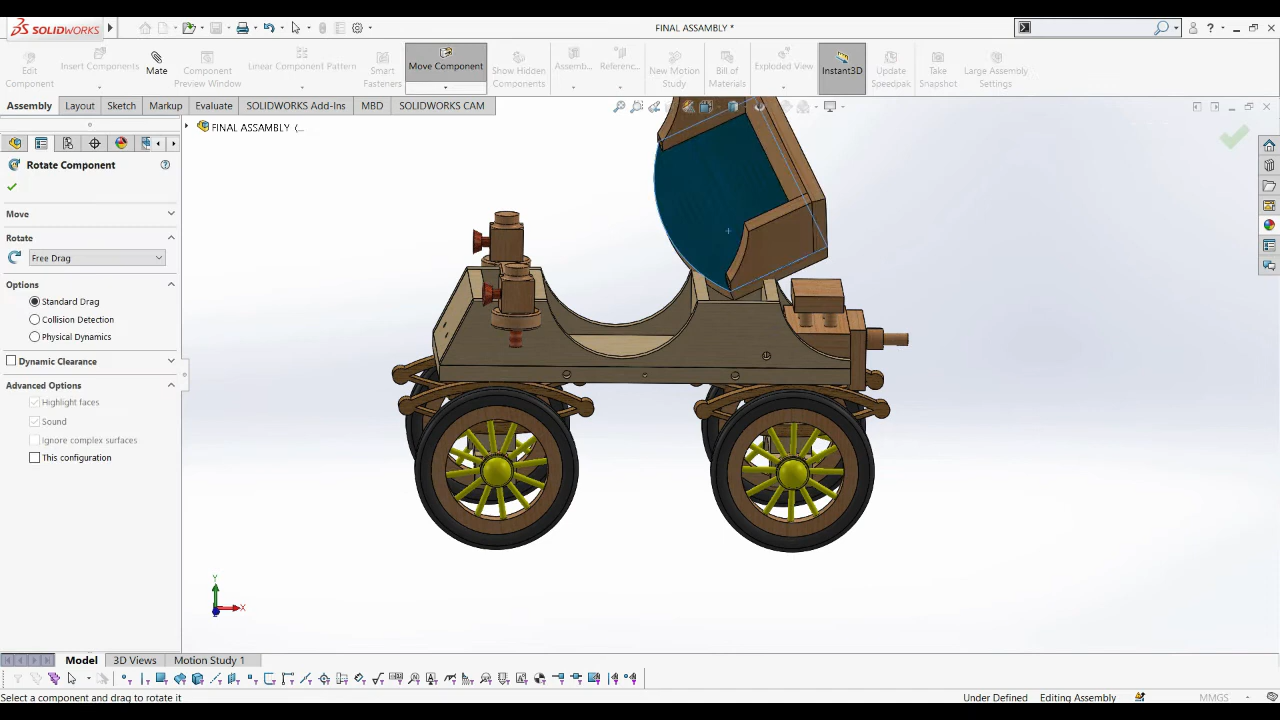 SOLIDWORKS
FINAL ASSEMBLY *
Edit Component
Insert Components
Mate
Component Preview Window
Linear Component Pattern
Smart Fasteners
Move Component
Show Hidden Components
Assemb...
Referenc...
New Motion Study
Bill of Materials
Exploded View
Instant3D
Update Speedpak
Take Snapshot
Large Assembly Settings
Assembly
Layout
Sketch
Markup
Evaluate
SOLIDWORKS Add-Ins
MBD
SOLIDWORKS CAM
FINAL ASSEMBLY (...
Rotate Component
Move
Rotate
Free Drag
Options
Standard Drag
Collision Detection
Physical Dynamics
Dynamic Clearance
Advanced Options
Highlight faces
Sound
Ignore complex surfaces
This configuration
Y
X
Model
3D Views
Motion Study 1
Select a component and drag to rotate it
Under Defined
Editing Assembly
MMGS